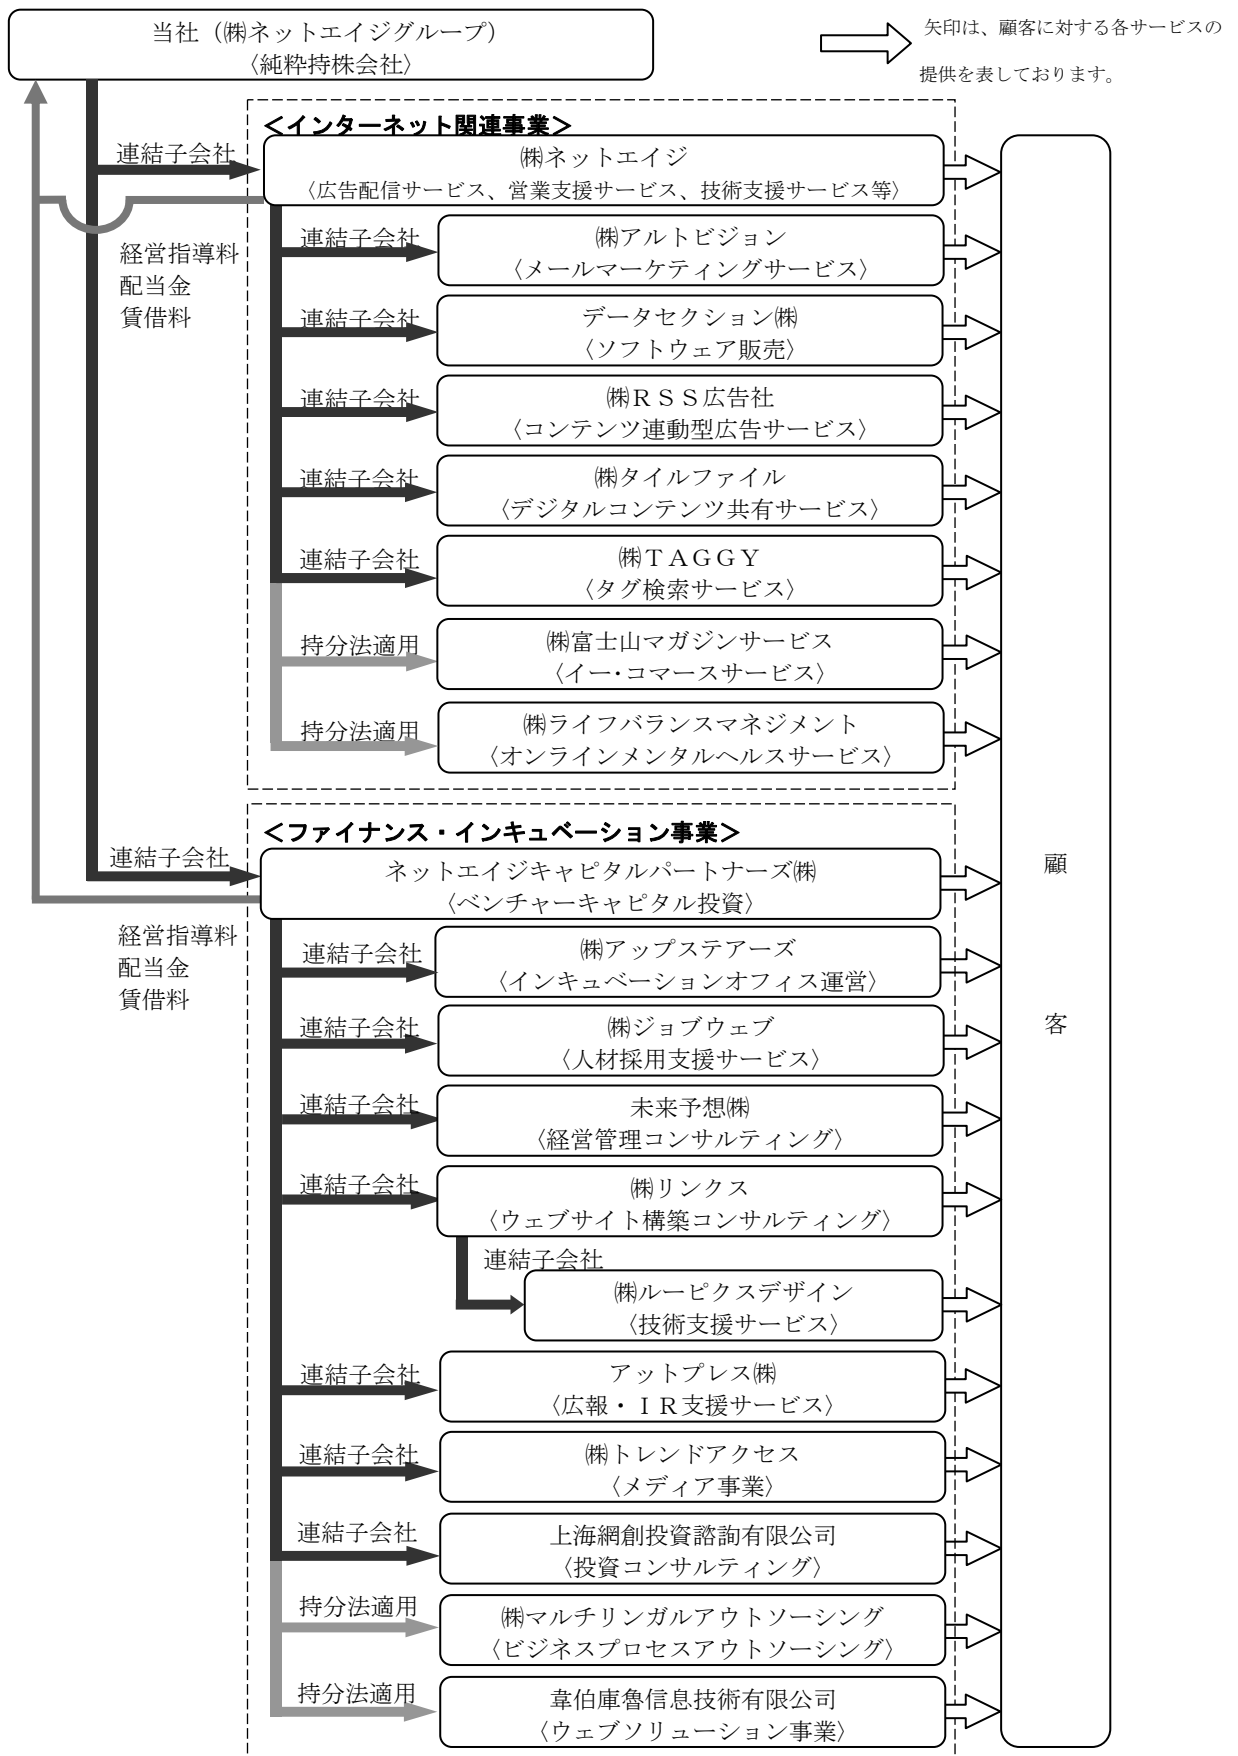 当社（㈱ネットエイジグループ）
〈純粋持株会社〉
矢印は、顧客に対する各サービスの
提供を表しております。
＜インターネット関連事業＞
連結子会社
㈱ネットエイジ
〈広告配信サービス、営業支援サービス、技術支援サービス等〉
経営指導料
配当金
賃借料
連結子会社
㈱アルトビジョン
〈メールマーケティングサービス〉
連結子会社
データセクション㈱
〈ソフトウェア販売〉
連結子会社
㈱ＲＳＳ広告社
〈コンテンツ連動型広告サービス〉
連結子会社
㈱タイルファイル
〈デジタルコンテンツ共有サービス〉
連結子会社
㈱ＴＡＧＧＹ
〈タグ検索サービス〉
持分法適用
㈱富士山マガジンサービス
〈イー・コマースサービス〉
持分法適用
㈱ライフバランスマネジメント
〈オンラインメンタルヘルスサービス〉
＜ファイナンス・インキュベーション事業＞
連結子会社
ネットエイジキャピタルパートナーズ㈱
〈ベンチャーキャピタル投資〉
経営指導料
配当金
賃借料
連結子会社
㈱アップステアーズ
〈インキュベーションオフィス運営〉
連結子会社
㈱ジョブウェブ
〈人材採用支援サービス〉
連結子会社
未来予想㈱
〈経営管理コンサルティング〉
連結子会社
㈱リンクス
〈ウェブサイト構築コンサルティング〉
連結子会社
㈱ルーピクスデザイン
〈技術支援サービス〉
連結子会社
アットプレス㈱
〈広報・ＩＲ支援サービス〉
連結子会社
㈱トレンドアクセス
〈メディア事業〉
連結子会社
上海網創投資諮詢有限公司
〈投資コンサルティング〉
持分法適用
㈱マルチリンガルアウトソーシング
〈ビジネスプロセスアウトソーシング〉
持分法適用
韋伯庫魯信息技術有限公司
〈ウェブソリューション事業〉
顧
客